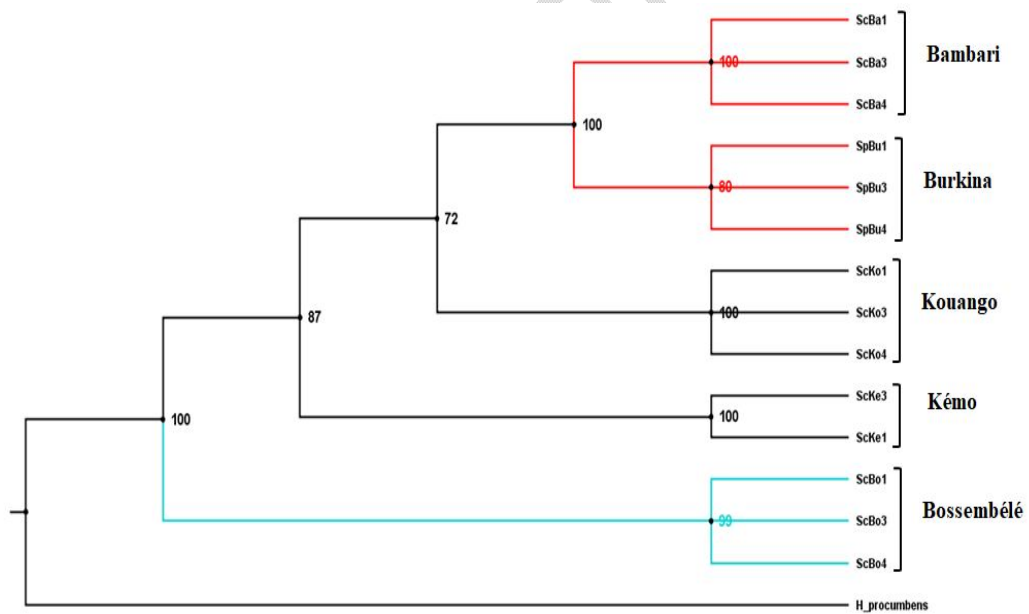 ScBa1
ScBa3
ScBa4
Bambari
100
100
SpBu1
SpBu3
SpBu4
Burkina
80
72
ScKo1
ScKo3
ScKo4
Kouango
100
87
ScKe3
ScKe1
Kémo
100
100
ScBo1
ScBo3
ScBo4
Bossembélé
99
H_procumbens